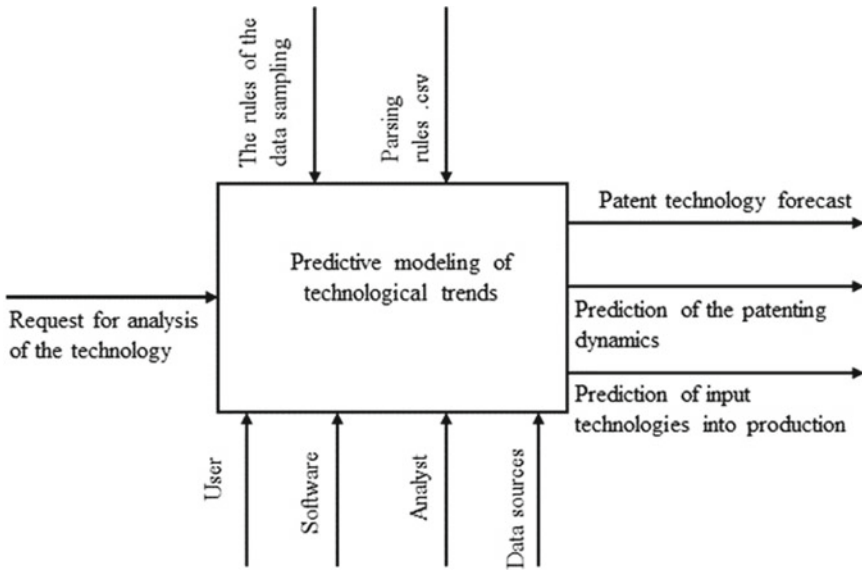 The rules of the
data sampling
Parsing
rules .csv
Patent technology forecast
Predictive modeling of
technological trends
Request for analysis
of the technology
Prediction of the patenting
dynamics
Prediction of input
technologies into production
User
Software
Analyst
Data sources